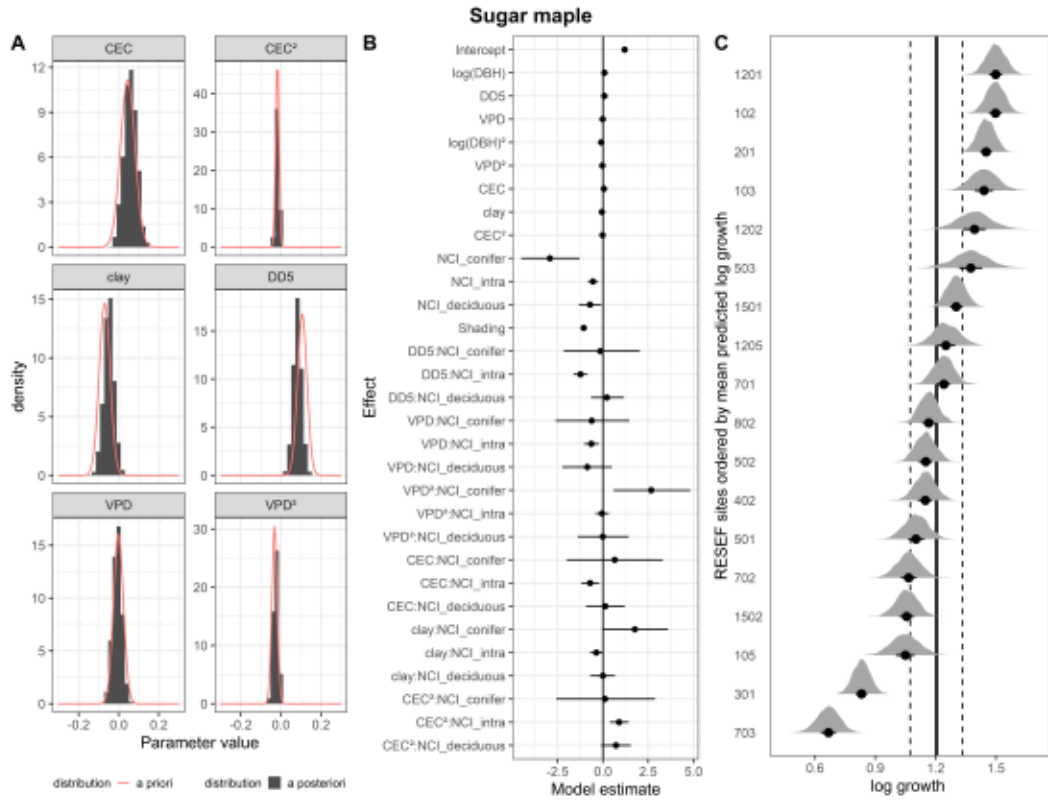 Sugar maple
A
CEC
CEC²
12
9
6
3
0
40
30
20
10
0
clay
DD5
15
10
5
0
15
10
5
0
VPD
VPD²
15
10
5
0
30
20
10
0
-0.2 0.0 0.2
-0.2 0.0 0.2
density
Parameter value
distribution a priori
distribution a posteriori
B
Effect
Intercept
log(DBH)
DD5
VPD
log(DBH)²
VPD²
CEC
clay
CEC²
NCI_conifer
NCI_intra
NCI_deciduous
Shading
DD5:NCI_conifer
DD5:NCI_intra
DD5:NCI_deciduous
VPD:NCI_conifer
VPD:NCI_intra
VPD:NCI_deciduous
VPD²:NCI_conifer
VPD²:NCI_intra
VPD²:NCI_deciduous
CEC:NCI_conifer
CEC:NCI_intra
CEC:NCI_deciduous
clay:NCI_conifer
clay:NCI_intra
clay:NCI_deciduous
CEC²:NCI_conifer
CEC²:NCI_intra
CEC²:NCI_deciduous
-2.5 0.0 2.5 5.0
Model estimate
C
RESEF sites ordered by mean predicted log growth
1201
102
201
103
1202
503
1501
1205
701
802
502
402
501
702
1502
105
301
703
0.6 0.9 1.2 1.5
log growth